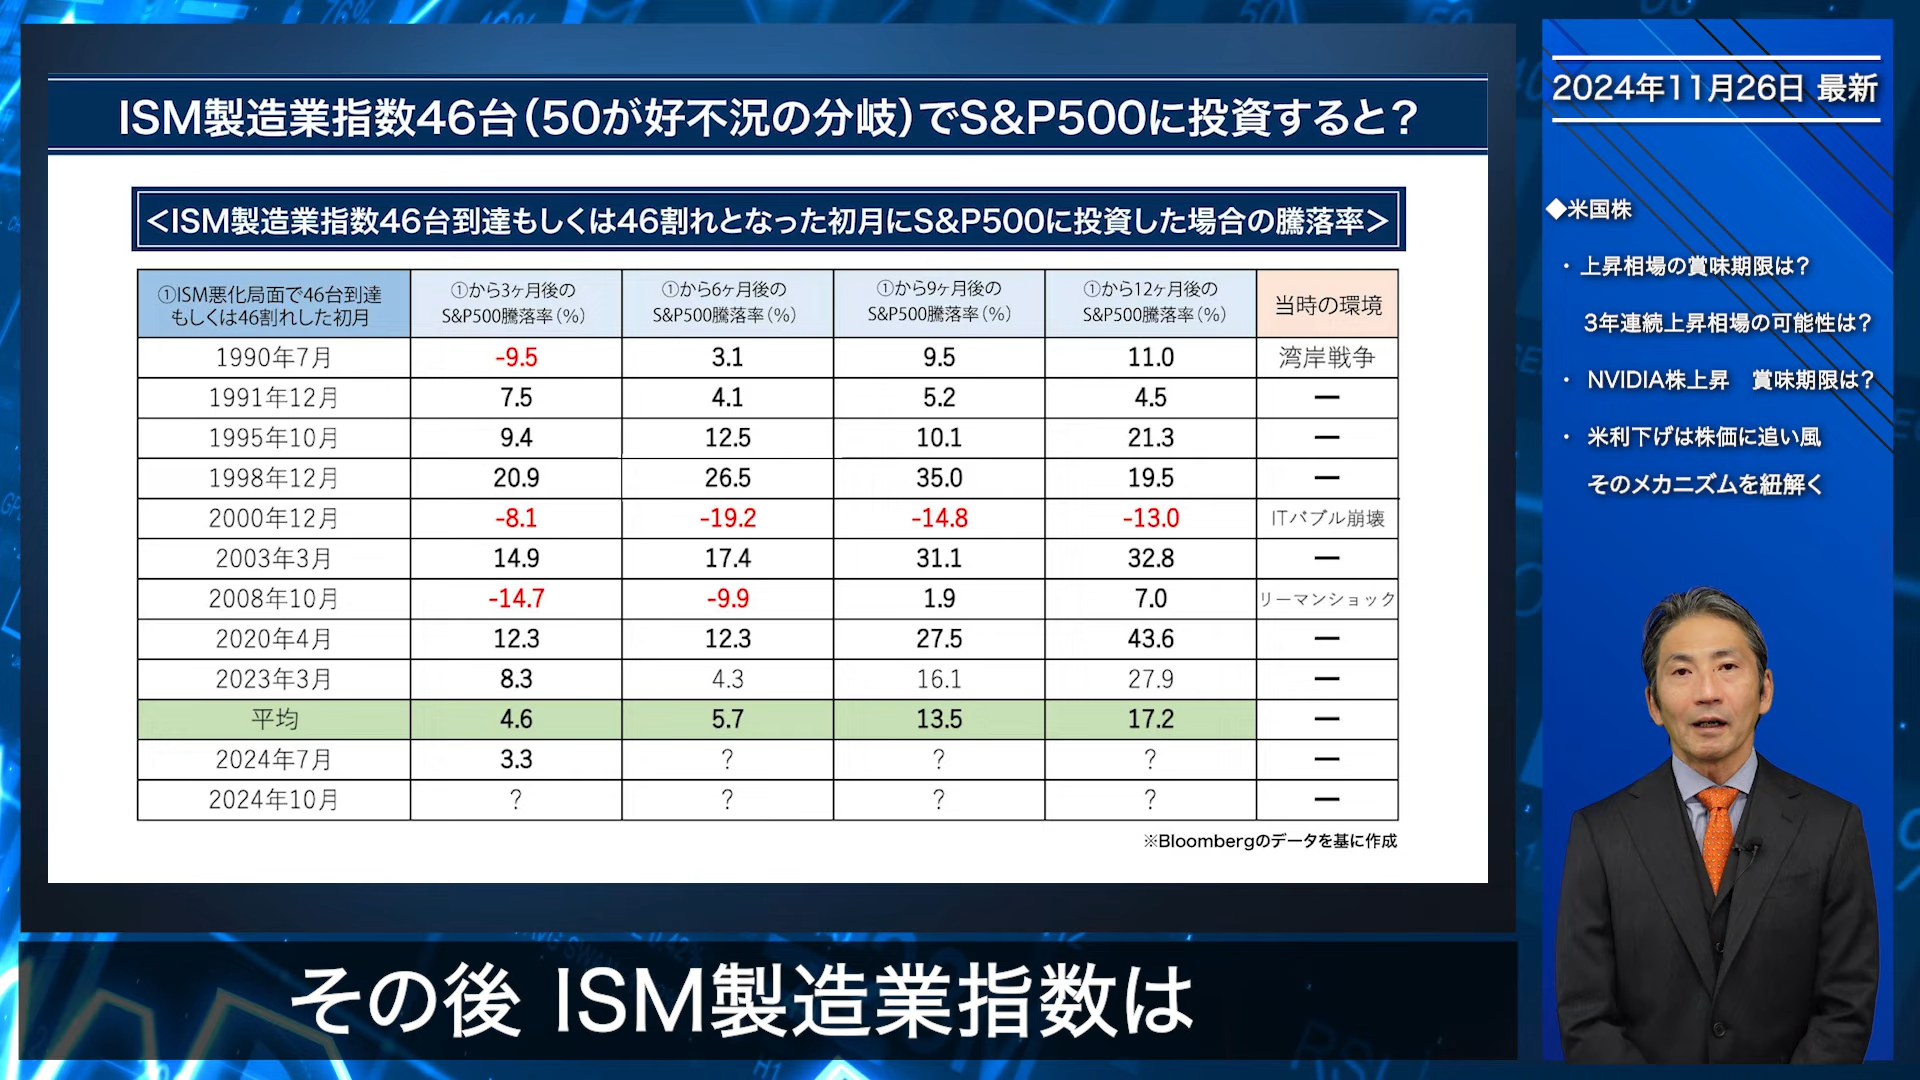 ISM製造業指数46台（50が好不況の分岐）でS&P500に投資すると？
＜ISM製造業指数46台到達もしくは46割れとなった初月にS&P500に投資した場合の騰落率＞
①ISM悪化局面で46台到達
もしくは46割れした初月
①から3ヶ月後の
S&P500騰落率（%）
①から6ヶ月後の
S&P500騰落率（%）
①から9ヶ月後の
S&P500騰落率（%）
①から12ヶ月後の
S&P500騰落率（%）
当時の環境
1990年7月 -9.5 3.1 9.5 11.0 湾岸戦争
1991年12月 7.5 4.1 5.2 4.5 ー
1995年10月 9.4 12.5 10.1 21.3 ー
1998年12月 20.9 26.5 35.0 19.5 ー
2000年12月 -8.1 -19.2 -14.8 -13.0 ITバブル崩壊
2003年3月 14.9 17.4 31.1 32.8 ー
2008年10月 -14.7 -9.9 1.9 7.0 リーマンショック
2020年4月 12.3 12.3 27.5 43.6 ー
2023年3月 8.3 4.3 16.1 27.9 ー
平均 4.6 5.7 13.5 17.2 ー
2024年7月 3.3 ? ? ? ー
2024年10月 ? ? ? ? ー
※Bloombergのデータを基に作成
その後 ISM製造業指数は
2024年11月26日 最新
◆米国株
・上昇相場の賞味期限は？
3年連続上昇相場の可能性は？
・ NVIDIA株上昇　賞味期限は？
・ 米利下げは株価に追い風
そのメカニズムを紐解く